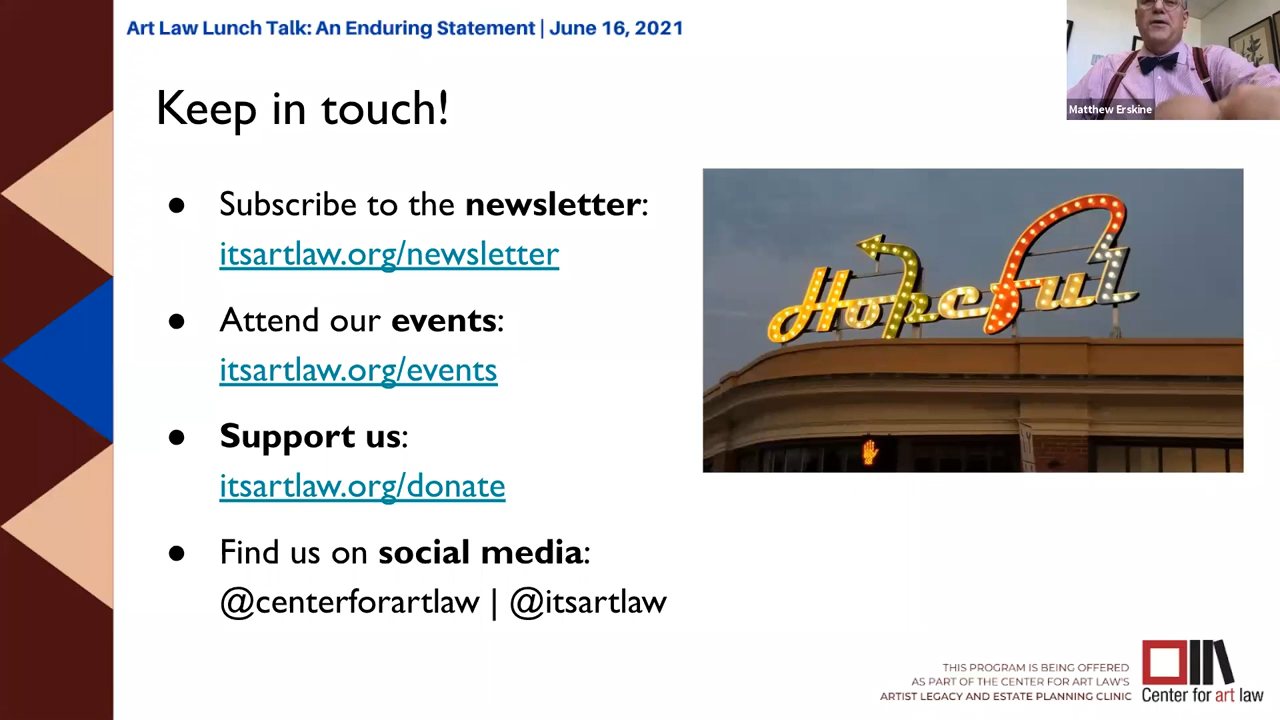 Art Law Lunch Talk: An Enduring Statement | June 16, 2021
Matthew Erskine
Keep in touch!
● Subscribe to the newsletter:
itsartlaw.org/newsletter
● Attend our events:
itsartlaw.org/events
● Support us:
itsartlaw.org/donate
● Find us on social media:
@centerforartlaw | @itsartlaw
Hopeful
THIS PROGRAM IS BEING OFFERED
AS PART OF THE CENTER FOR ART LAW'S
ARTIST LEGACY AND ESTATE PLANNING CLINIC
Center for art law